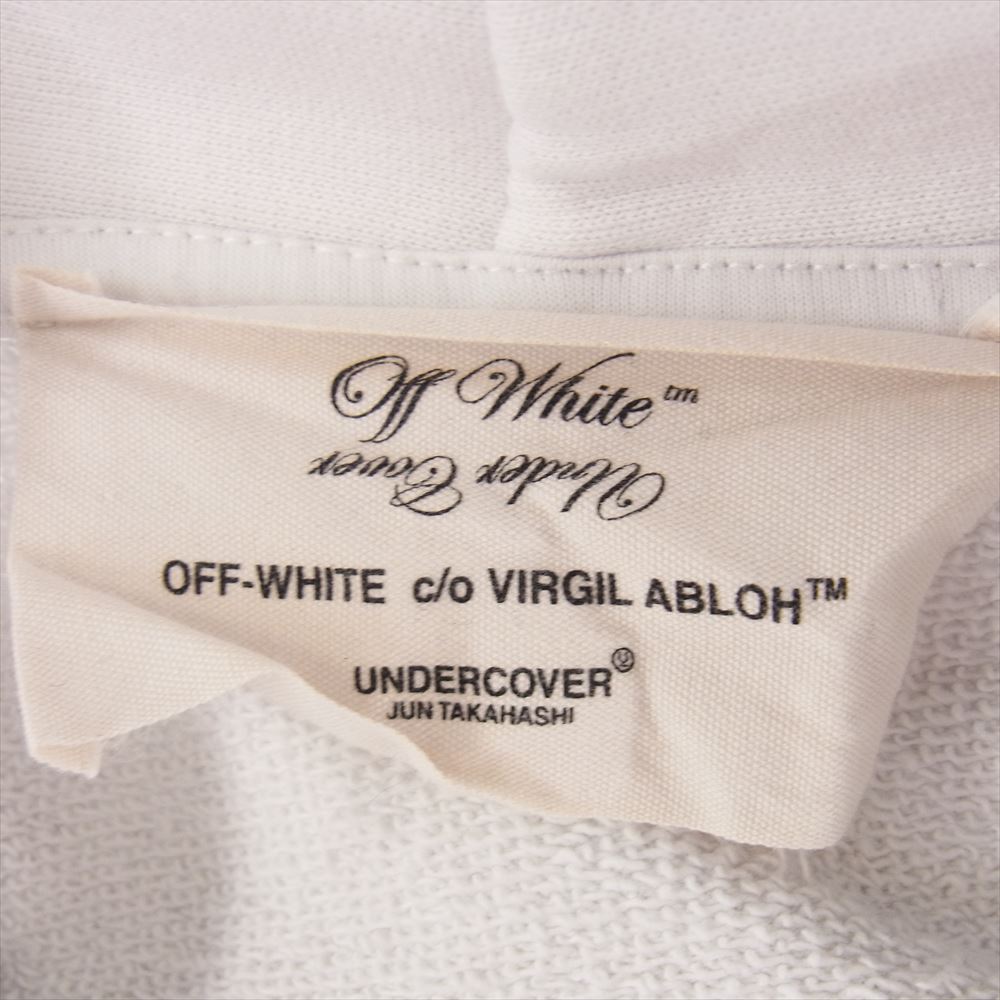 Off White™
Under Cover
OFF-WHITE c/o VIRGIL ABLOH™
UNDERCOVER®
JUN TAKAHASHI